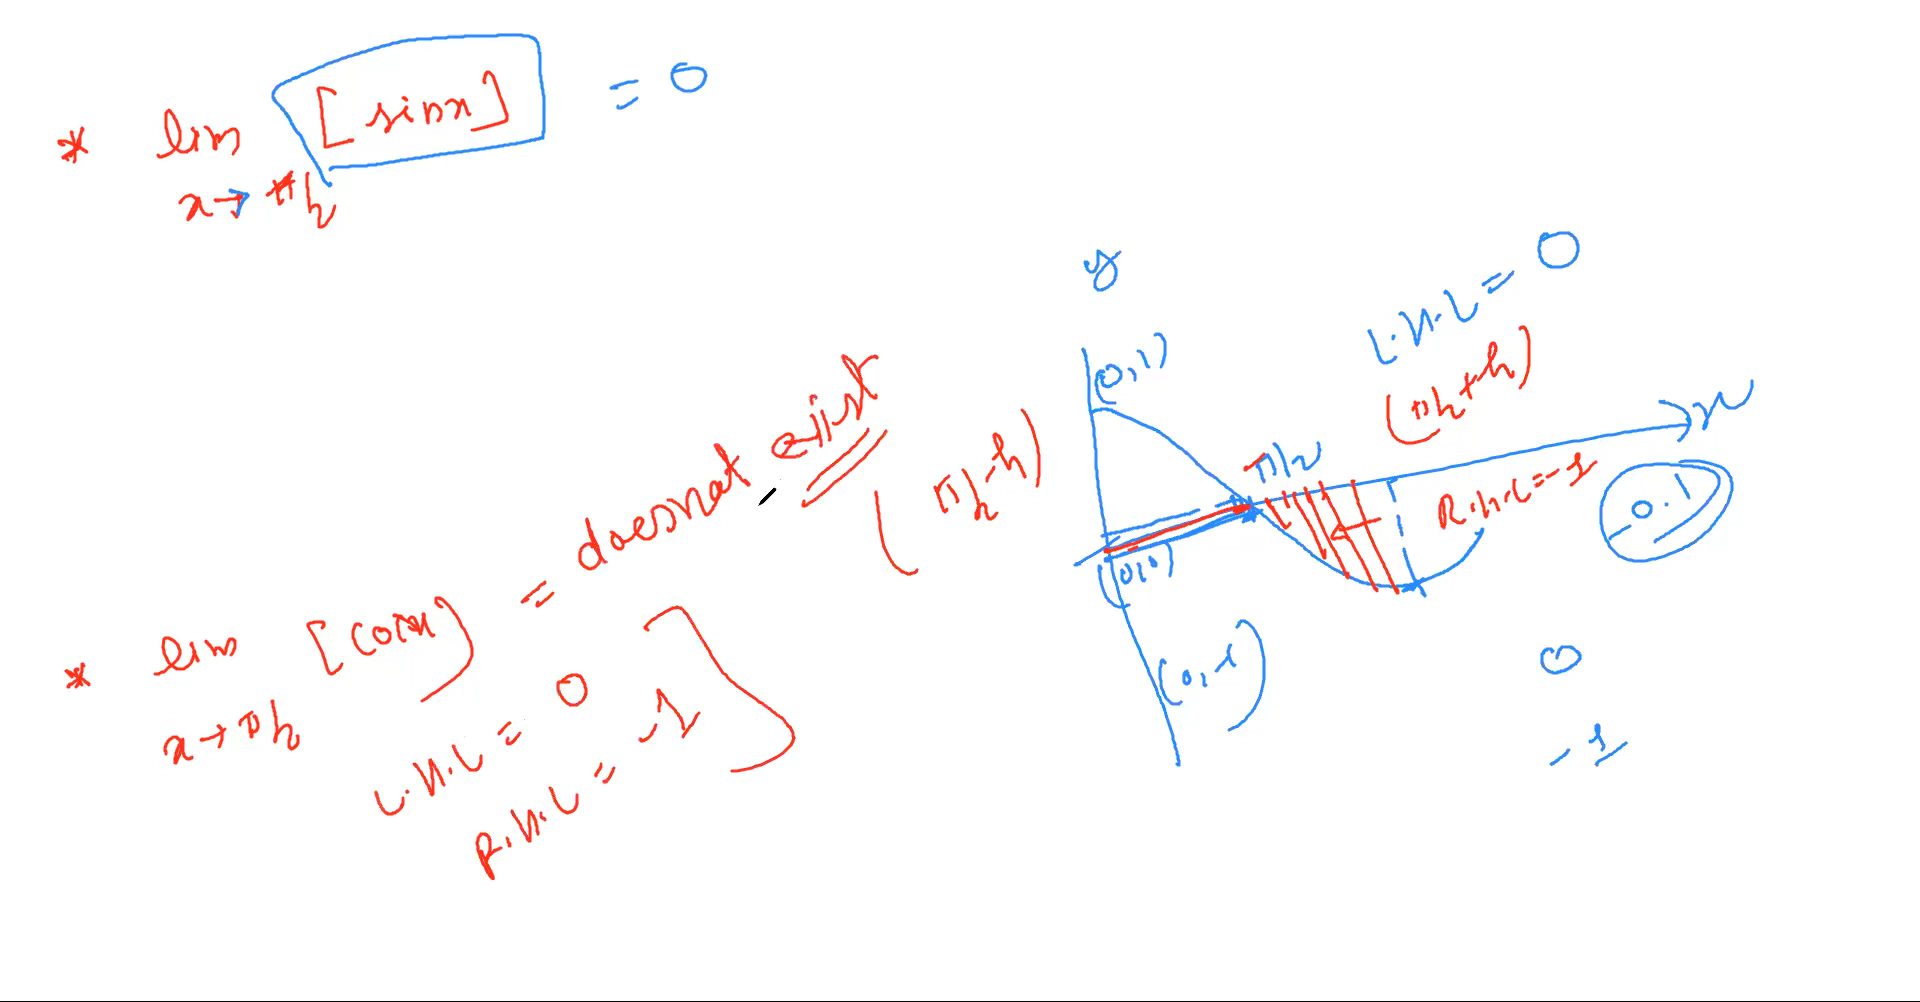 * lim [sinx] = 0
x→π/2
y
L.H.L = 0
(π/2+h)
(0,1)
x
π/2
R.H.L=-1
-0.1
(π/2-h)
(0,0)
* lim [cosx] = doesnot exist
x→π/2
L.H.L = 0
R.H.L = -1
(0,-1)
0
-1